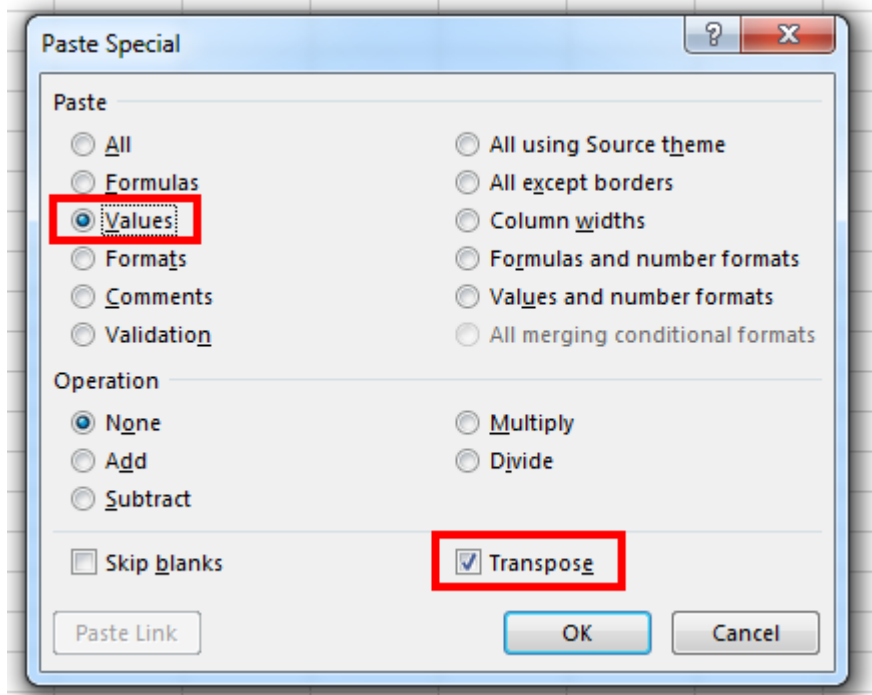 Paste Special
Paste
All
All using Source theme
Formulas
All except borders
Values
Column widths
Formats
Formulas and number formats
Comments
Values and number formats
Validation
All merging conditional formats
Operation
None
Multiply
Add
Divide
Subtract
Skip blanks
Transpose
Paste Link
OK
Cancel